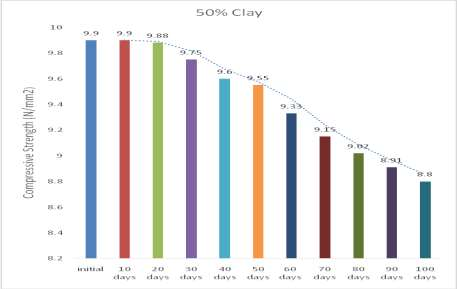 50% Clay
Compressive Strength (N/mm2)
10
9.8
9.6
9.4
9.2
9
8.8
8.6
8.4
8.2
9.9
9.9
9.88
9.75
9.6
9.55
9.33
9.15
9.02
8.91
8.8
initial
10 days
20 days
30 days
40 days
50 days
60 days
70 days
80 days
90 days
100 days